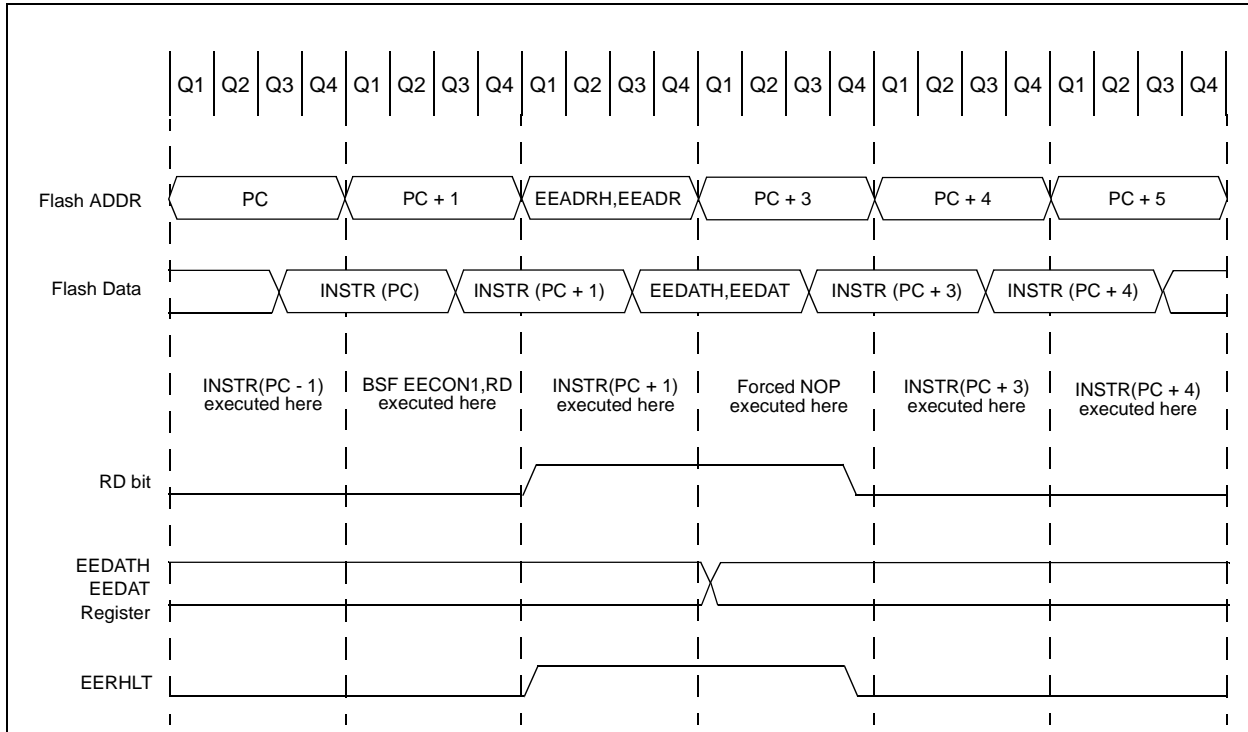 Q1 Q2 Q3 Q4 Q1 Q2 Q3 Q4 Q1 Q2 Q3 Q4 Q1 Q2 Q3 Q4 Q1 Q2 Q3 Q4 Q1 Q2 Q3 Q4
Flash ADDR PC PC + 1 EEADRH,EEADR PC + 3 PC + 4 PC + 5
Flash Data INSTR (PC) INSTR (PC + 1) EEDATH,EEDAT INSTR (PC + 3) INSTR (PC + 4)
INSTR(PC - 1) BSF EECON1,RD INSTR(PC + 1) Forced NOP INSTR(PC + 3) INSTR(PC + 4)
executed here executed here executed here executed here executed here executed here
RD bit
EEDATH
EEDAT
Register
EERHLT